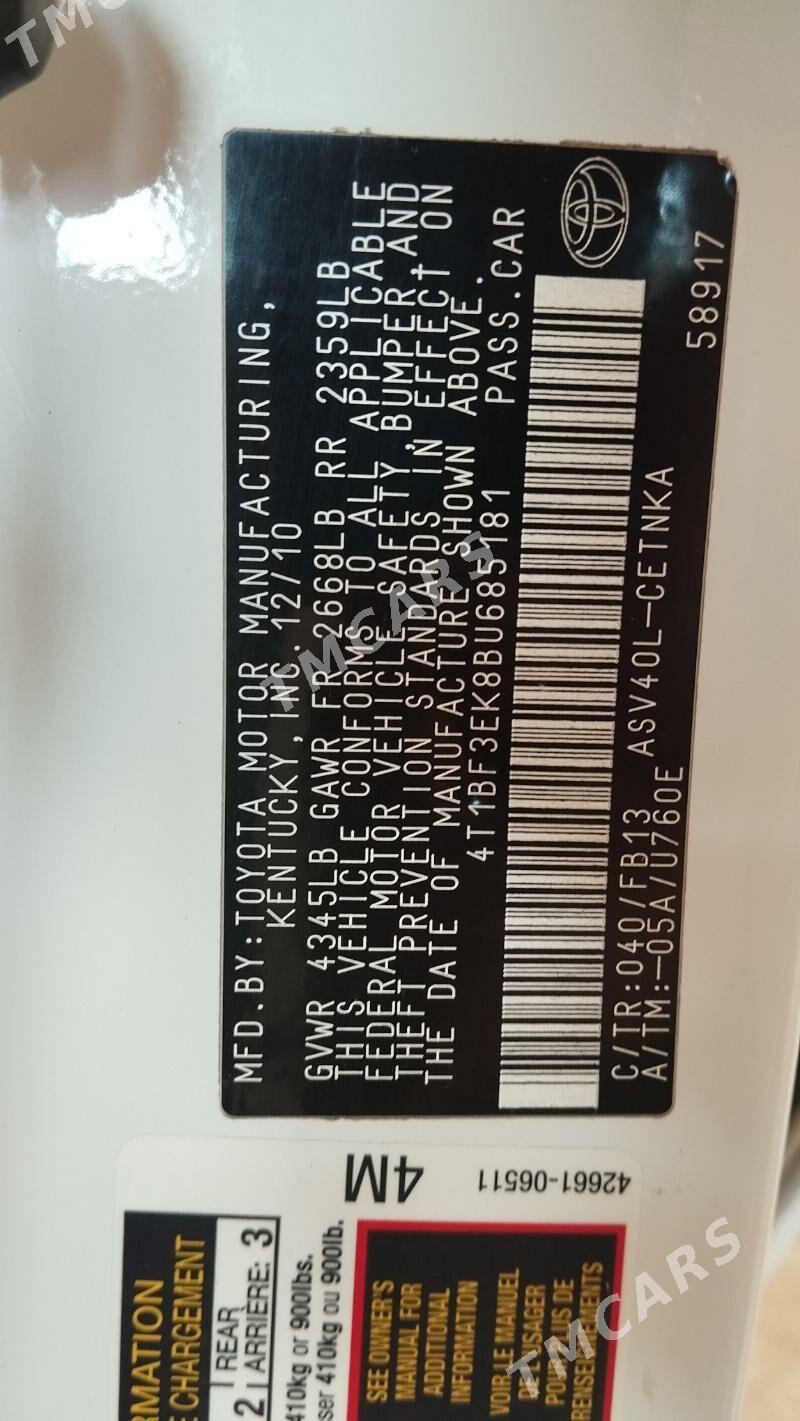 MFD.BY:TOYOTA MOTOR MANUFACTURING,
KENTUCKY,INC. 12/10
GVWR 4345LB GAWR FR 2668LB RR 2359LB
THIS VEHICLE CONFORMS TO ALL APPLICABLE
FEDERAL MOTOR VEHICLE SAFETY,BUMPER,AND
THEFT PREVENTION STANDARDS IN EFFECT ON
THE DATE OF MANUFACTURE SHOWN ABOVE.
4T1BF3EK8BU685181 PASS.CAR
C/TR:040/FB13 ASV40L-CETNKA
A/TM:-05A/U760E 58917
4M
42661-06511
RMATION
E CHARGEMENT
2 REAR
ARRIÈRE: 3
410kg or 900lbs.
ser 410kg ou 900lb.
SEE OWNER'S
MANUAL FOR
ADDITIONAL
INFORMATION
VOIR LE MANUEL
DE L'USAGER
POUR PLUS DE
RENSEIGNEMENTS
TMCARS
TMCARS
TMCARS